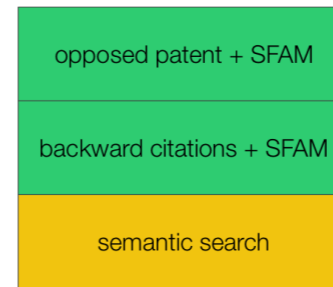 opposed patent + SFAM
backward citations + SFAM
semantic search